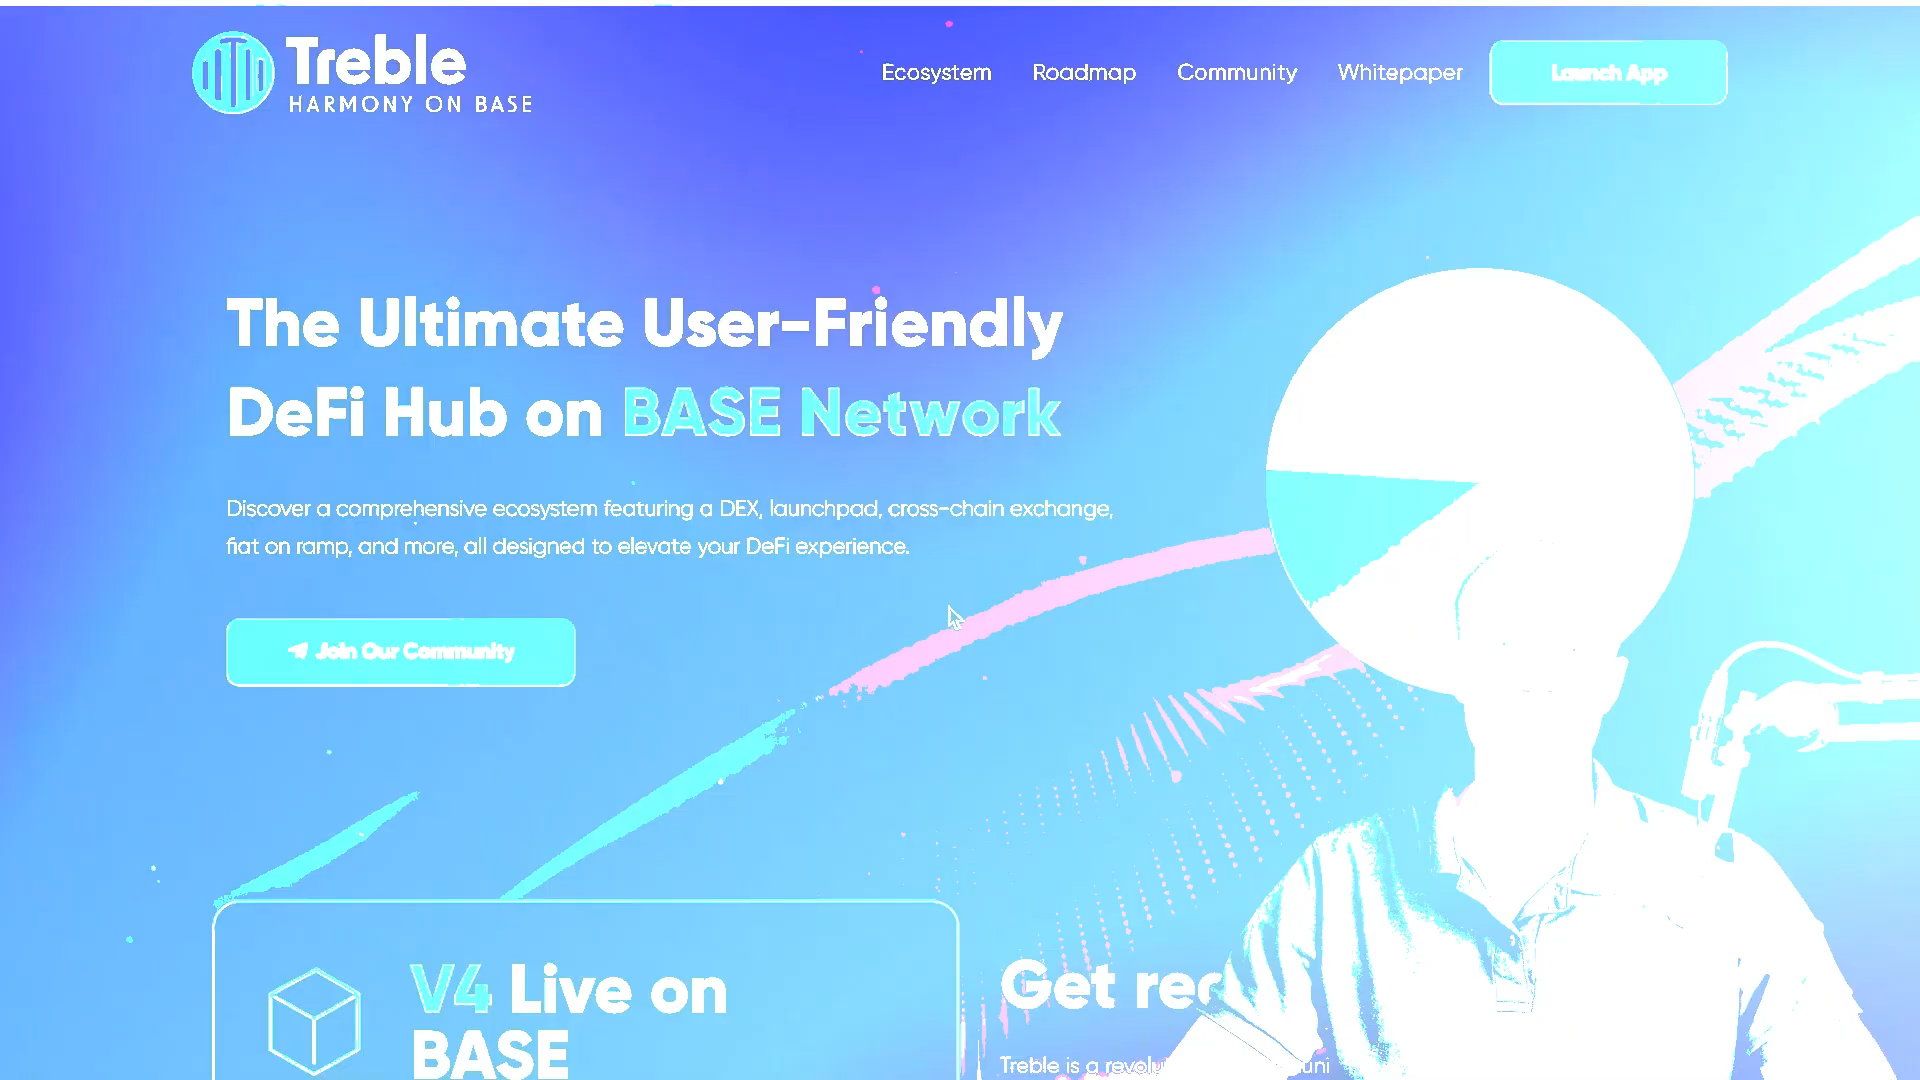 Treble
HARMONY ON BASE
Ecosystem
Roadmap
Community
Whitepaper
Launch App
The Ultimate User-Friendly
DeFi Hub on BASE Network
Discover a comprehensive ecosystem featuring a DEX, launchpad, cross-chain exchange,
fiat on ramp, and more, all designed to elevate your DeFi experience.
Join Our Community
V4 Live on
BASE
Get rec
Treble is a